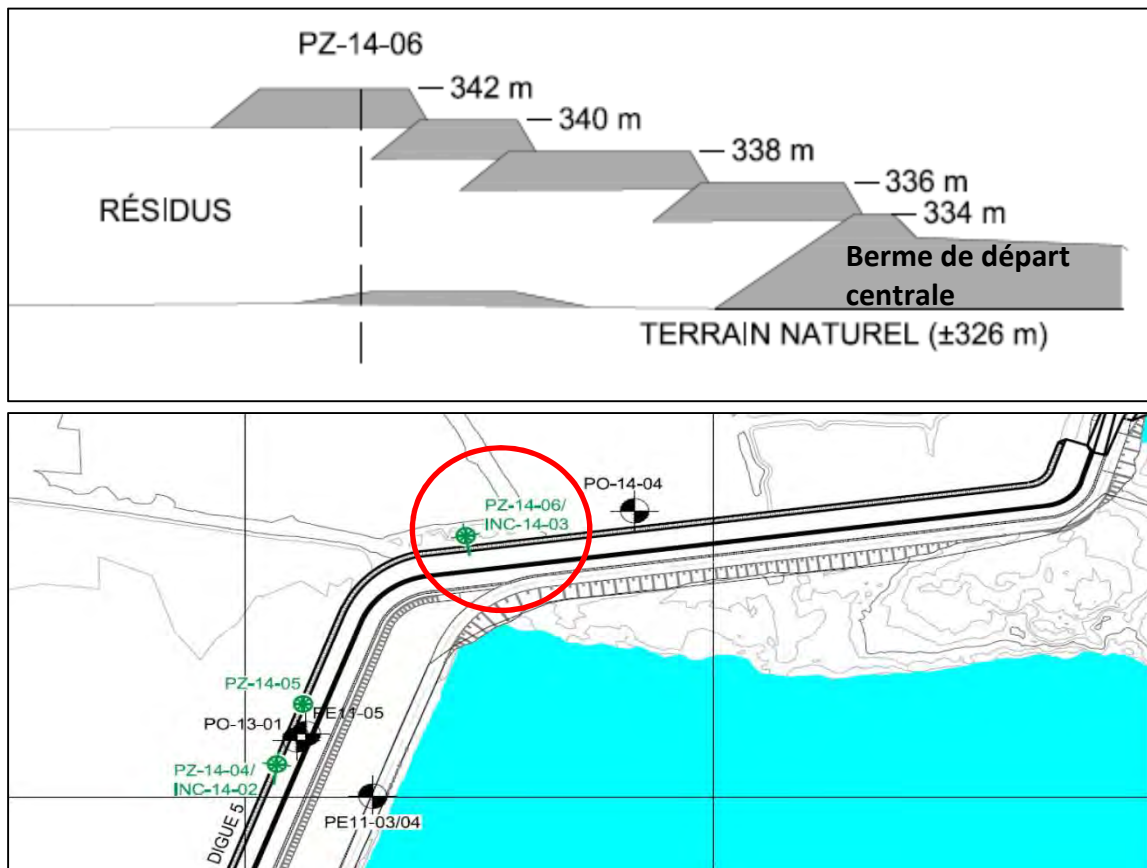 PZ-14-06
342 m
340 m
338 m
336 m
334 m
RÉSIDUS
Berme de départ
centrale
TERRAIN NATUREL (±326 m)
PO-14-04
PZ-14-06/
INC-14-03
PZ-14-05
PE11-05
PO-13-01
PZ-14-04/
INC-14-02
PE11-03/04
DIGUE 5